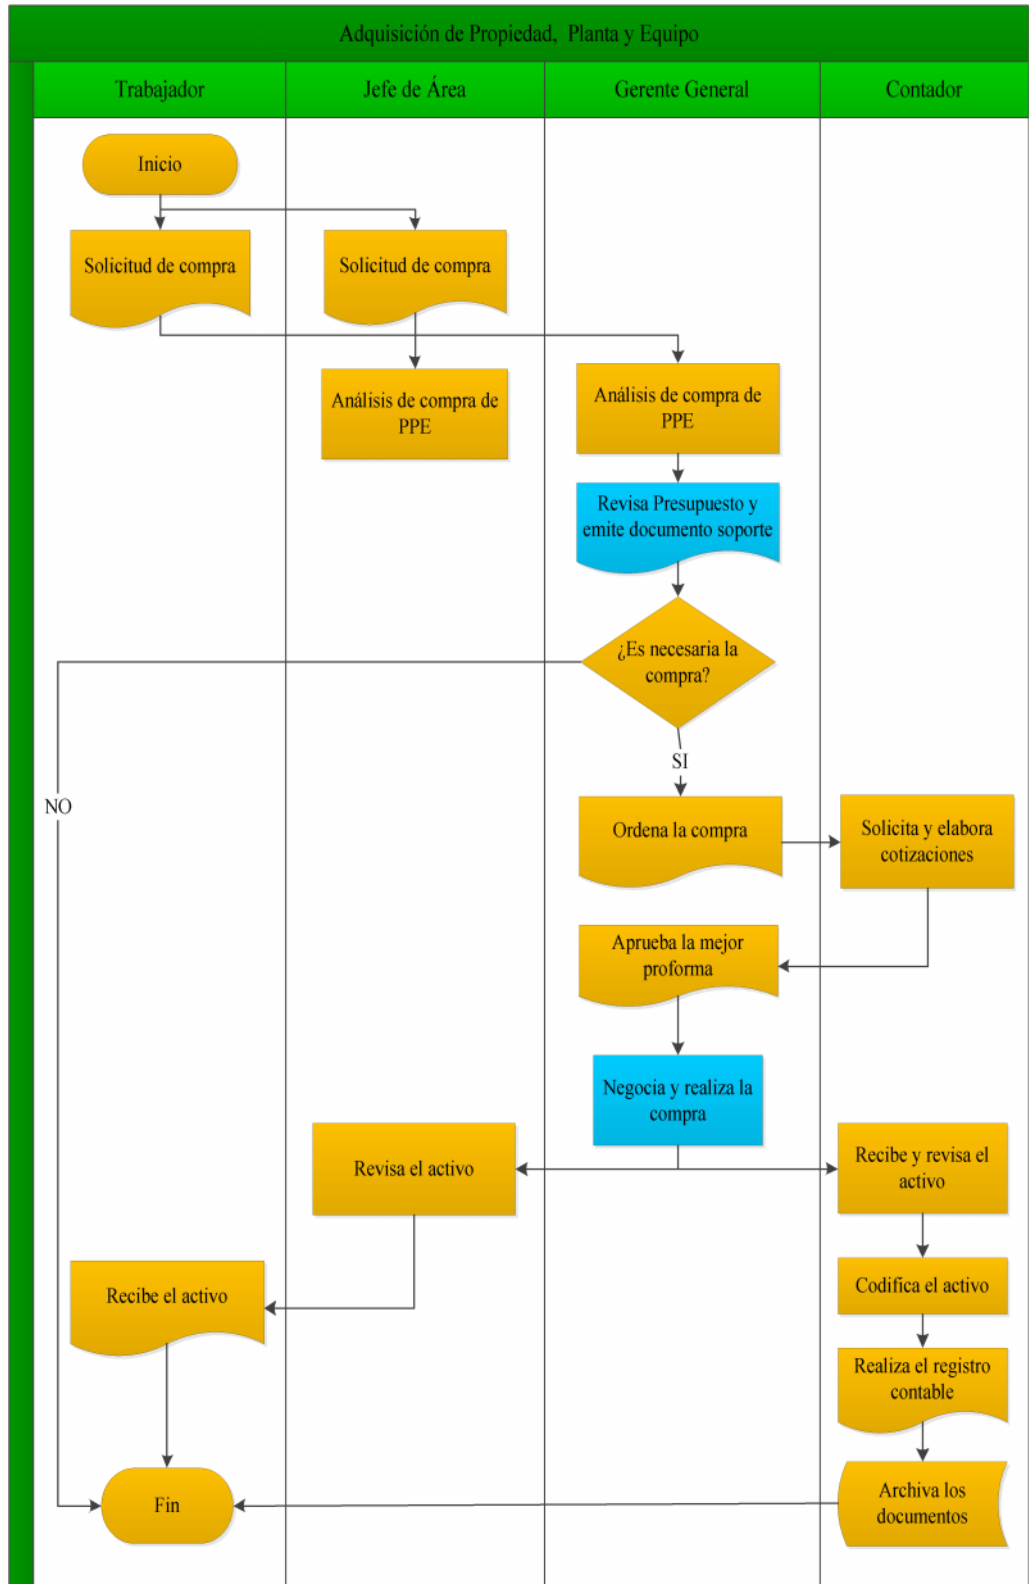 Adquisición de Propiedad, Planta y Equipo
Trabajador
Jefe de Área
Gerente General
Contador
Inicio
Solicitud de compra
Solicitud de compra
Análisis de compra de
PPE
Análisis de compra de
PPE
Revisa Presupuesto y
emite documento soporte
¿Es necesaria la
compra?
SI
NO
Ordena la compra
Solicita y elabora
cotizaciones
Aprueba la mejor
proforma
Negocia y realiza la
compra
Revisa el activo
Recibe y revisa el
activo
Recibe el activo
Codifica el activo
Realiza el registro
contable
Archiva los
documentos
Fin